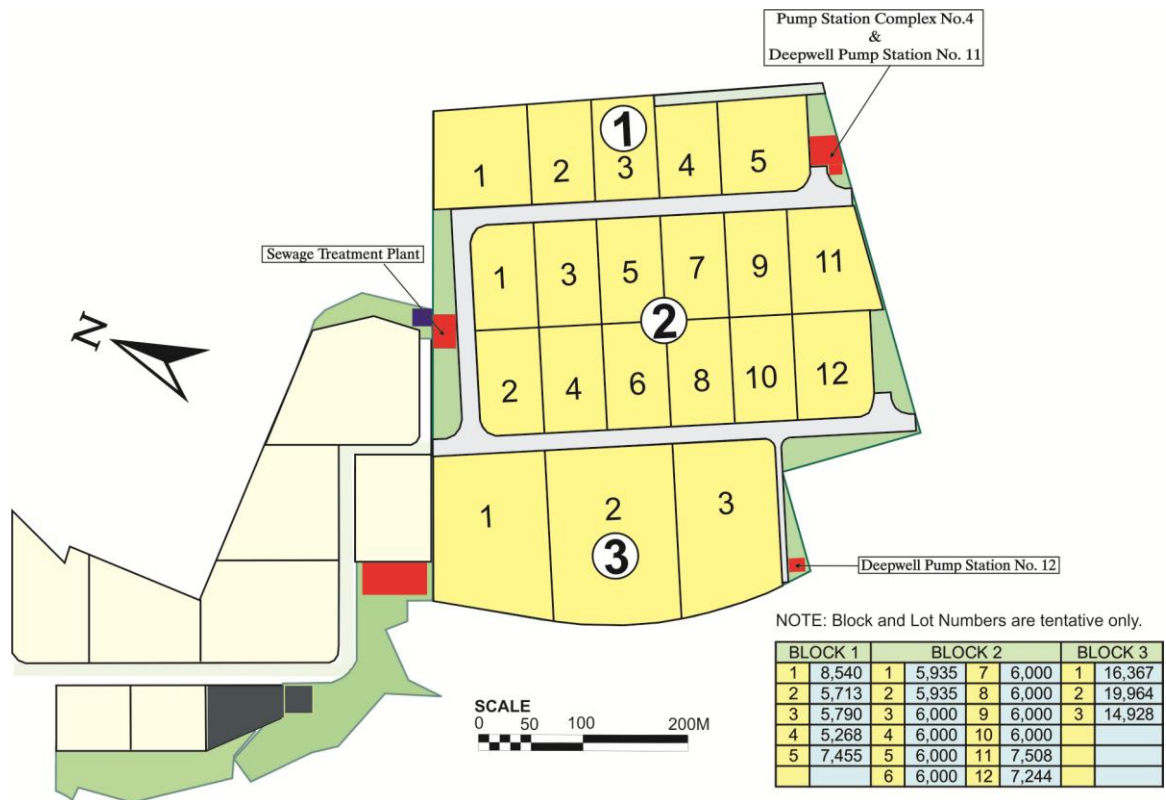 Pump Station Complex No.4
&
Deepwell Pump Station No. 11
1
1
2
3
4
5
Sewage Treatment Plant
N
1
3
5
7
9
11
2
2
4
6
8
10
12
1
2
3
3
Deepwell Pump Station No. 12
NOTE: Block and Lot Numbers are tentative only.
SCALE
0 50 100 200M
BLOCK 1 BLOCK 2 BLOCK 3
1 8,540 1 5,935 7 6,000 1 16,367
2 5,713 2 5,935 8 6,000 2 19,964
3 5,790 3 6,000 9 6,000 3 14,928
4 5,268 4 6,000 10 6,000
5 7,455 5 6,000 11 7,508
6 6,000 12 7,244